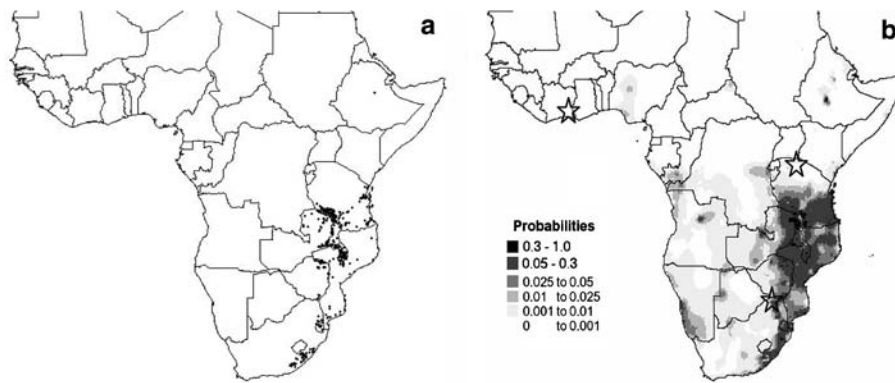 a
b
Probabilities
0.3 - 1.0
0.05 - 0.3
0.025 to 0.05
0.01 to 0.025
0.001 to 0.01
0 to 0.001